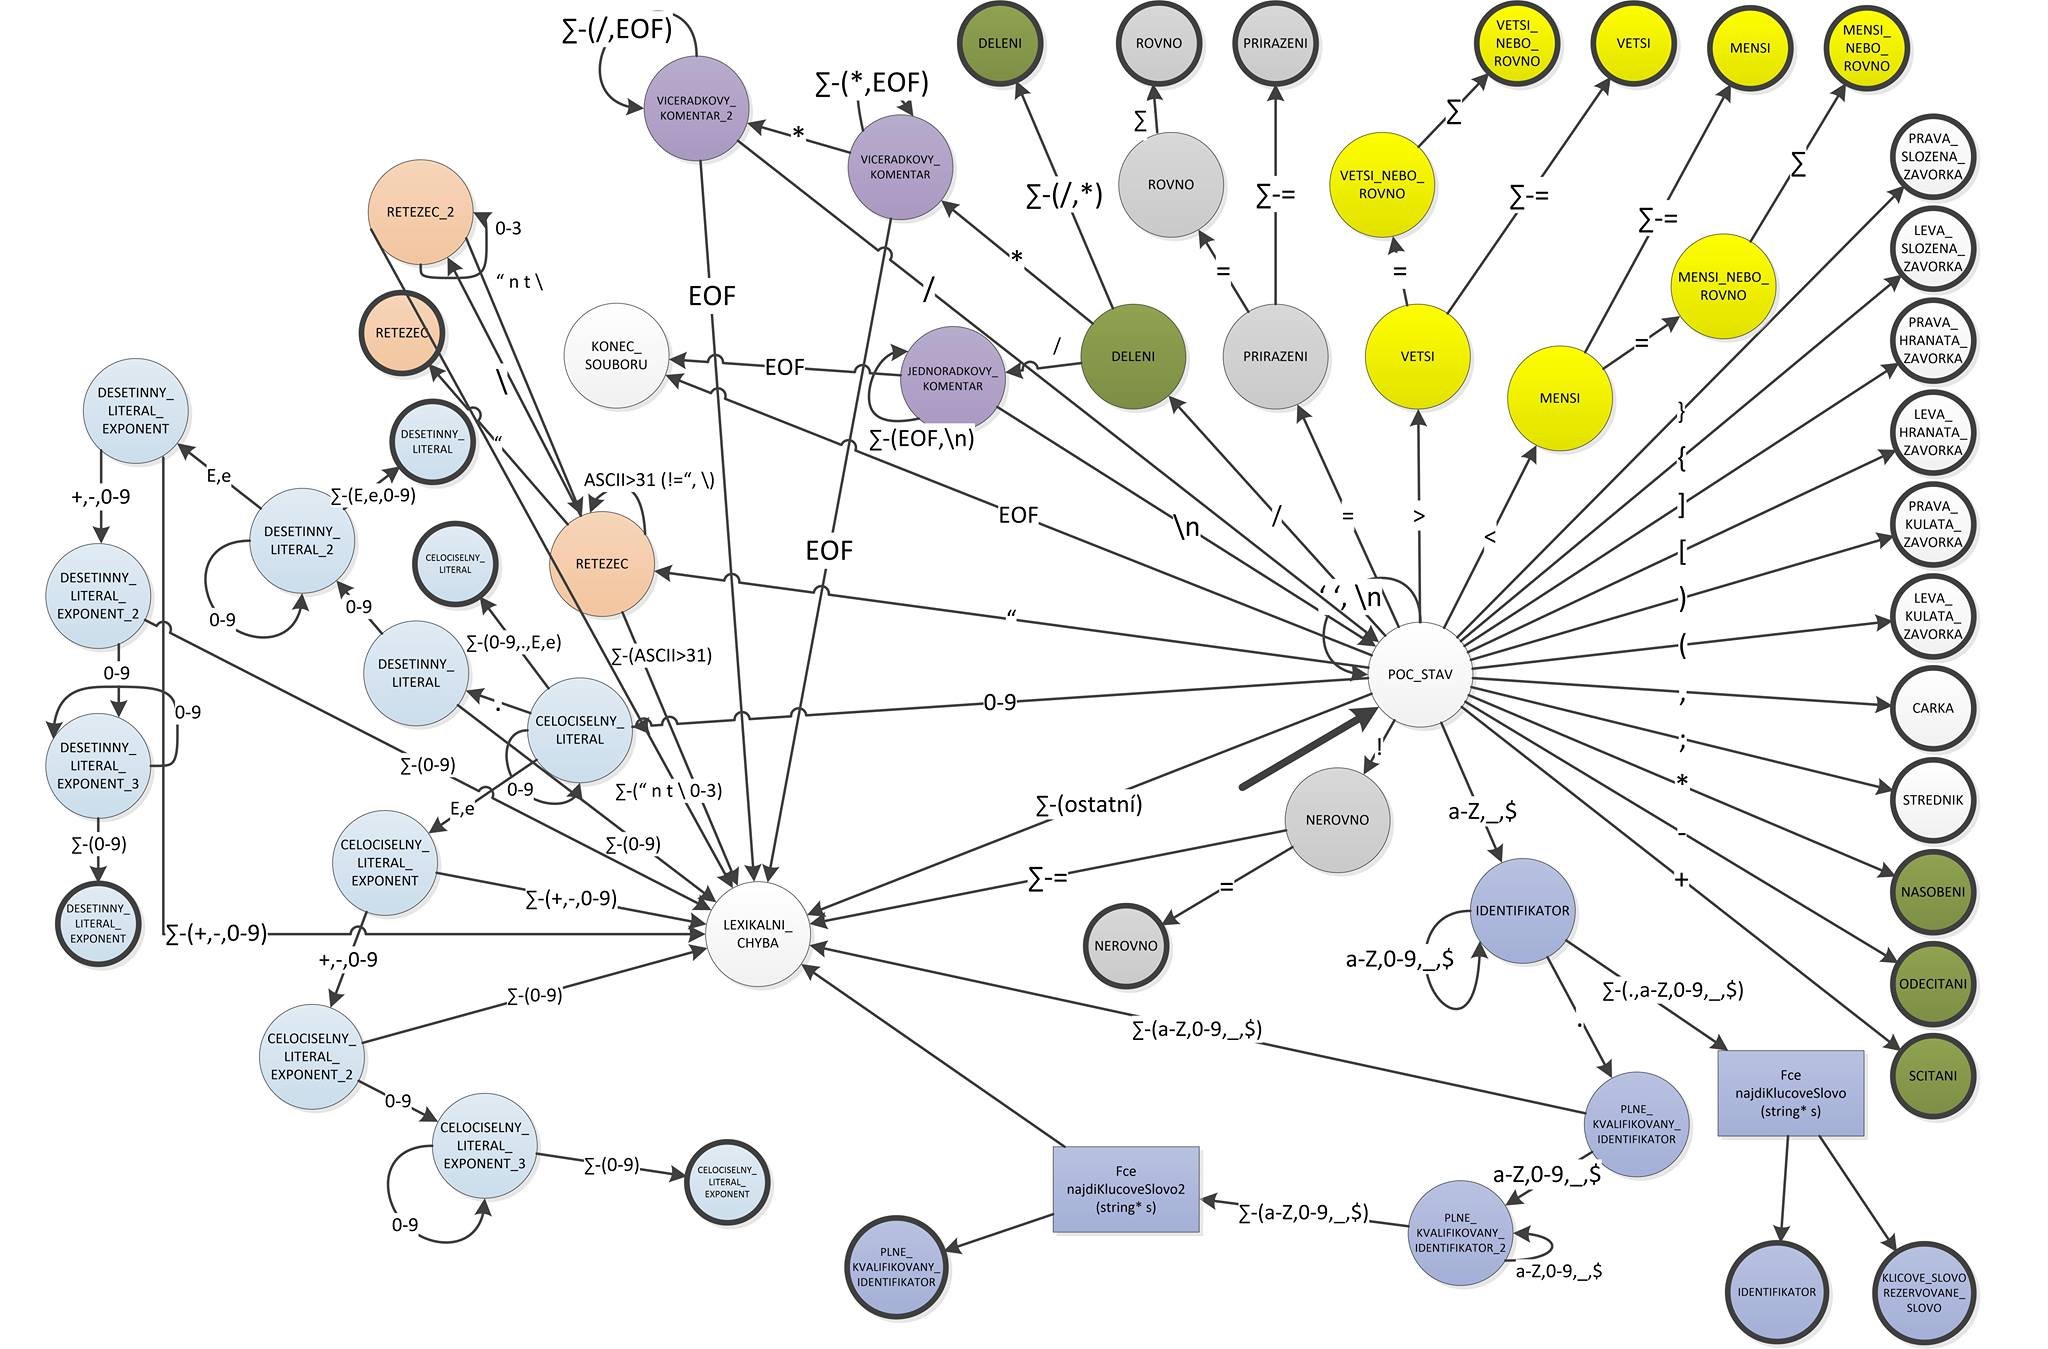 ∑-(/,EOF)
VICERADKOVY_
KOMENTAR_2
∑-(*,EOF)
*
VICERADKOVY_
KOMENTAR
DELENI
ROVNO
PRIRAZENI
VETSI_
NEBO_
ROVNO
VETSI
MENSI
MENSI_
NEBO_
ROVNO
∑
∑
∑
∑-(/,*)
ROVNO
∑-=
VETSI_NEBO_
ROVNO
∑-=
∑-=
MENSI_NEBO_
ROVNO
PRAVA_
SLOZENA_
ZAVORKA
LEVA_
SLOZENA_
ZAVORKA
PRAVA_
HRANATA_
ZAVORKA
LEVA_
HRANATA_
ZAVORKA
PRAVA_
KULATA_
ZAVORKA
LEVA_
KULATA_
ZAVORKA
CARKA
STREDNIK
NASOBENI
ODECITANI
SCITANI
RETEZEC_2
0-3
“ n t \
RETEZEC
\
“
EOF
/
*
=
=
=
KONEC_
SOUBORU
EOF
JEDNORADKOVY_
KOMENTAR
∑-(EOF,\n)
/
DELENI
PRIRAZENI
VETSI
MENSI
DESETINNY_
LITERAL_
EXPONENT
DESETINNY_
LITERAL
E,e
∑-(E,e,0-9)
+,-,0-9
DESETINNY_
LITERAL_2
0-9
ASCII>31 (!=“, \)
RETEZEC
CELOCISELNY_
LITERAL
EOF
EOF
\n
/
=
>
<
}
{
]
[
)
(
,
;
*
-
+
DESETINNY_
LITERAL_
EXPONENT_2
0-9
0-9
DESETINNY_
LITERAL
∑-(0-9,.,E,e)
∑-(ASCII>31)
“
‘ ‘, \n
POC_STAV
0-9
0-9
DESETINNY_
LITERAL_
EXPONENT_3
.
CELOCISELNY_
LITERAL
0-9
∑-(0-9)
E,e
∑-(“ n t \ 0-3)
∑-(0-9)
∑-(ostatní)
!
NEROVNO
∑-=
=
NEROVNO
a-Z,_,$
IDENTIFIKATOR
a-Z,0-9,_,$
∑-(0-9)
DESETINNY_
LITERAL_
EXPONENT
CELOCISELNY_
LITERAL_
EXPONENT
∑-(+,-,0-9)
∑-(+,-,0-9)
LEXIKALNI_
CHYBA
+,-,0-9
∑-(0-9)
CELOCISELNY_
LITERAL_
EXPONENT_2
0-9
CELOCISELNY_
LITERAL_
EXPONENT_3
0-9
∑-(0-9)
CELOCISELNY_
LITERAL_
EXPONENT
∑-(a-Z,0-9,_,$)
.
∑-(.,a-Z,0-9,_,$)
Fce
najdiKlucoveSlovo
(string* s)
PLNE_
KVALIFIKOVANY_
IDENTIFIKATOR
a-Z,0-9,_,$
PLNE_
KVALIFIKOVANY_
IDENTIFIKATOR_2
a-Z,0-9,_,$
∑-(a-Z,0-9,_,$)
Fce
najdiKlucoveSlovo2
(string* s)
PLNE_
KVALIFIKOVANY_
IDENTIFIKATOR
IDENTIFIKATOR
KLICOVE_SLOVO
REZERVOVANE_
SLOVO